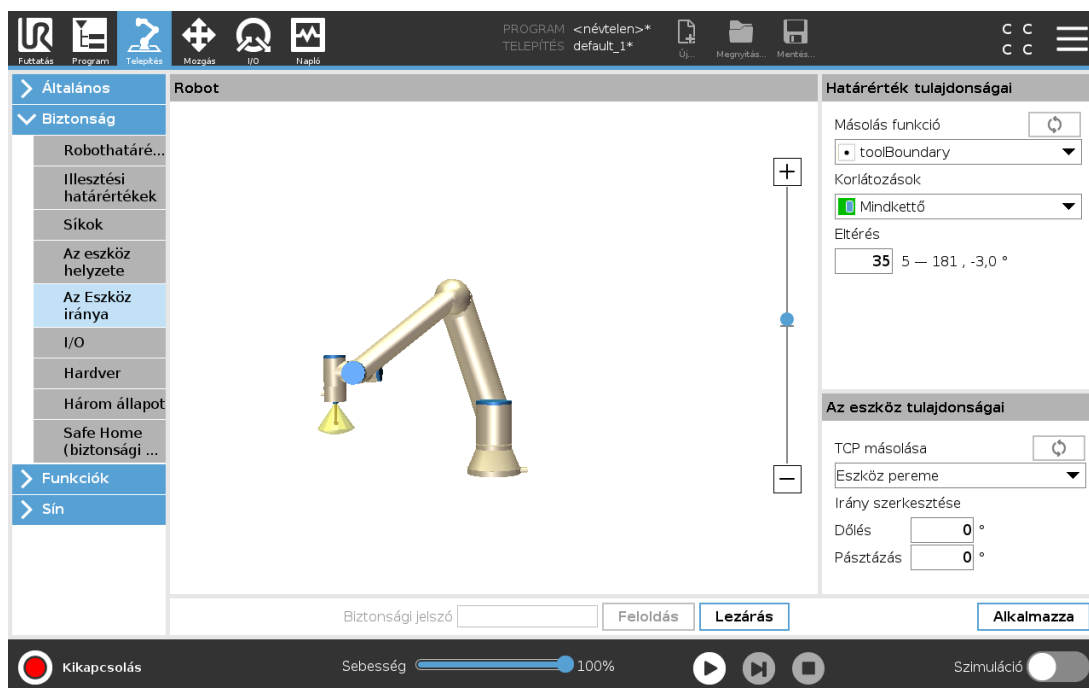 UR
PROGRAM <névtelen>*
TELEPÍTÉS default_1*
Futtatás Program Telepítés Mozgás I/O Napló
Új... Megnyitás... Mentés...
C C
C C
Általános
Biztonság
Robothatáré...
Illesztési
határértékek
Síkok
Az eszköz
helyzete
Az Eszköz
iránya
I/O
Hardver
Három állapot
Safe Home
(biztonsági ...
Funkciók
Sín
Robot
Határérték tulajdonságai
Másolás funkció
toolBoundary
Korlátozások
Mindkettő
Eltérés
35 5 — 181 , -3,0 °
Az eszköz tulajdonságai
TCP másolása
Eszköz pereme
Irány szerkesztése
Dőlés 0 °
Pásztázás 0 °
Biztonsági jelszó Feloldás Lezárás Alkalmazza
Kikapcsolás Sebesség 100% Szimuláció